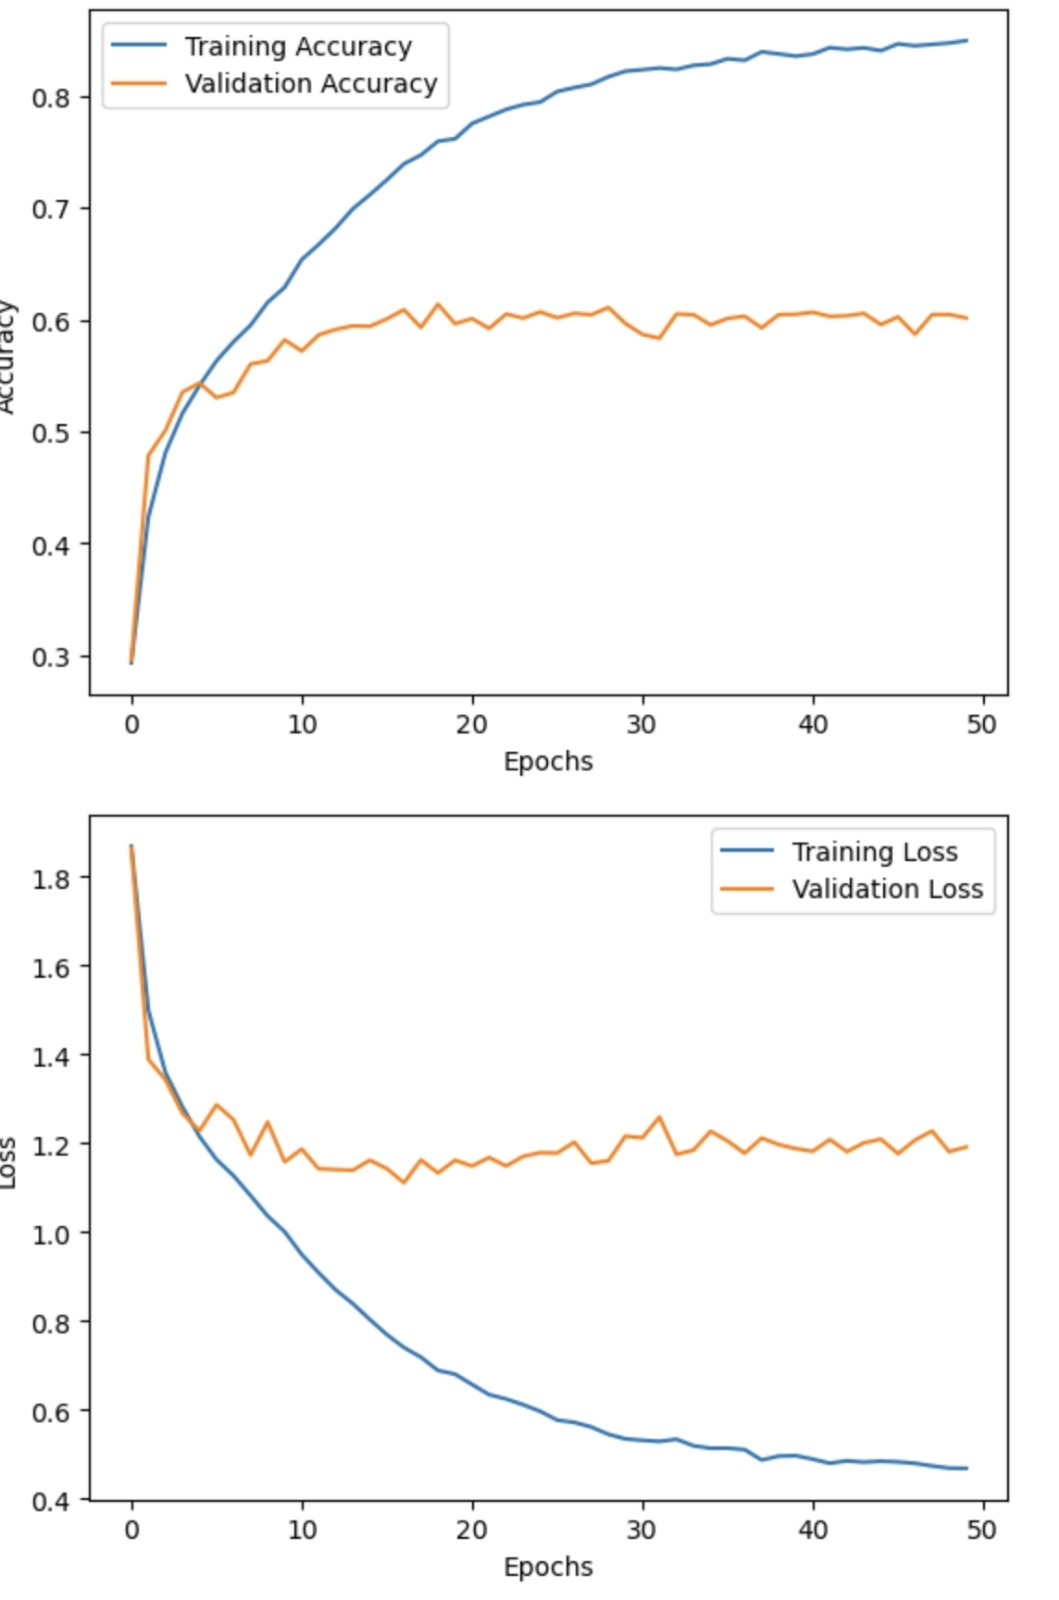 Training Accuracy
Validation Accuracy
0.8
0.7
0.6
0.5
0.4
0.3
Accuracy
0 10 20 30 40 50
Epochs
Training Loss
Validation Loss
1.8
1.6
1.4
1.2
1.0
0.8
0.6
0.4
Loss
0 10 20 30 40 50
Epochs